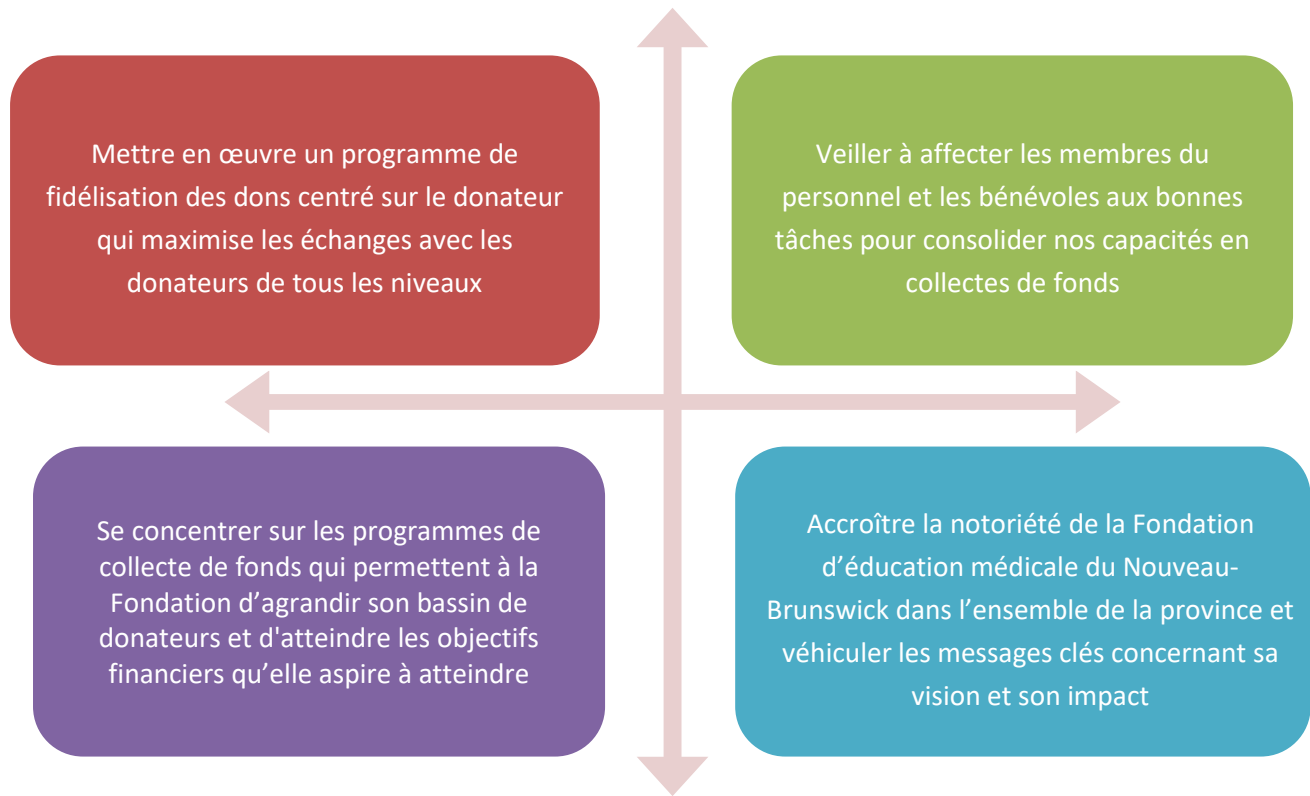 Mettre en œuvre un programme de
fidélisation des dons centré sur le donateur
qui maximise les échanges avec les
donateurs de tous les niveaux
Veiller à affecter les membres du
personnel et les bénévoles aux bonnes
tâches pour consolider nos capacités en
collectes de fonds
Se concentrer sur les programmes de
collecte de fonds qui permettent à la
Fondation d’agrandir son bassin de
donateurs et d'atteindre les objectifs
financiers qu’elle aspire à atteindre
Accroître la notoriété de la Fondation
d’éducation médicale du Nouveau-
Brunswick dans l’ensemble de la province et
véhiculer les messages clés concernant sa
vision et son impact